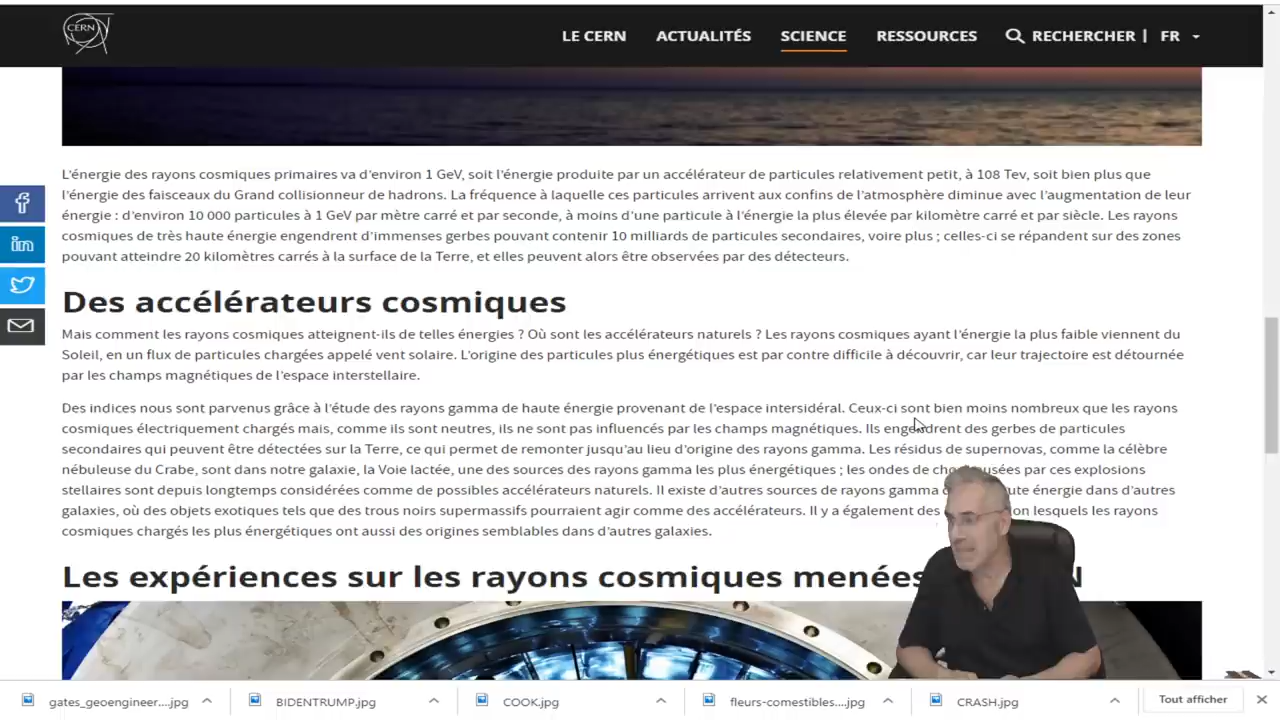 CERN
LE CERN ACTUALITÉS SCIENCE RESSOURCES RECHERCHER | FR
L'énergie des rayons cosmiques primaires va d'environ 1 GeV, soit l'énergie produite par un accélérateur de particules relativement petit, à 108 Tev, soit bien plus que
l'énergie des faisceaux du Grand collisionneur de hadrons. La fréquence à laquelle ces particules arrivent aux confins de l'atmosphère diminue avec l'augmentation de leur
énergie : d'environ 10 000 particules à 1 GeV par mètre carré et par seconde, à moins d'une particule à l'énergie la plus élevée par kilomètre carré et par siècle. Les rayons
cosmiques de très haute énergie engendrent d'immenses gerbes pouvant contenir 10 milliards de particules secondaires, voire plus ; celles-ci se répandent sur des zones
pouvant atteindre 20 kilomètres carrés à la surface de la Terre, et elles peuvent alors être observées par des détecteurs.
Des accélérateurs cosmiques
Mais comment les rayons cosmiques atteignent-ils de telles énergies ? Où sont les accélérateurs naturels ? Les rayons cosmiques ayant l'énergie la plus faible viennent du
Soleil, en un flux de particules chargées appelé vent solaire. L'origine des particules plus énergétiques est par contre difficile à découvrir, car leur trajectoire est détournée
par les champs magnétiques de l'espace interstellaire.
Des indices nous sont parvenus grâce à l'étude des rayons gamma de haute énergie provenant de l'espace intersidéral. Ceux-ci sont bien moins nombreux que les rayons
cosmiques électriquement chargés mais, comme ils sont neutres, ils ne sont pas influencés par les champs magnétiques. Ils engendrent des gerbes de particules
secondaires qui peuvent être détectées sur la Terre, ce qui permet de remonter jusqu'au lieu d'origine des rayons gamma. Les résidus de supernovas, comme la célèbre
nébuleuse du Crabe, sont dans notre galaxie, la Voie lactée, une des sources des rayons gamma les plus énergétiques ; les ondes de par ces explosions
stellaires sont depuis longtemps considérées comme de possibles accélérateurs naturels. Il existe d'autres sources de rayons gamma énergie dans d'autres
galaxies, où des objets exotiques tels que des trous noirs supermassifs pourraient agir comme des accélérateurs. Il y a également des lesquels les rayons
cosmiques chargés les plus énergétiques ont aussi des origines semblables dans d'autres galaxies.
Les expériences sur les rayons cosmiques menées
gates_geoengineer....jpg BIDENTRUMP.jpg COOK.jpg fleurs-comestibles....jpg CRASH.jpg Tout afficher